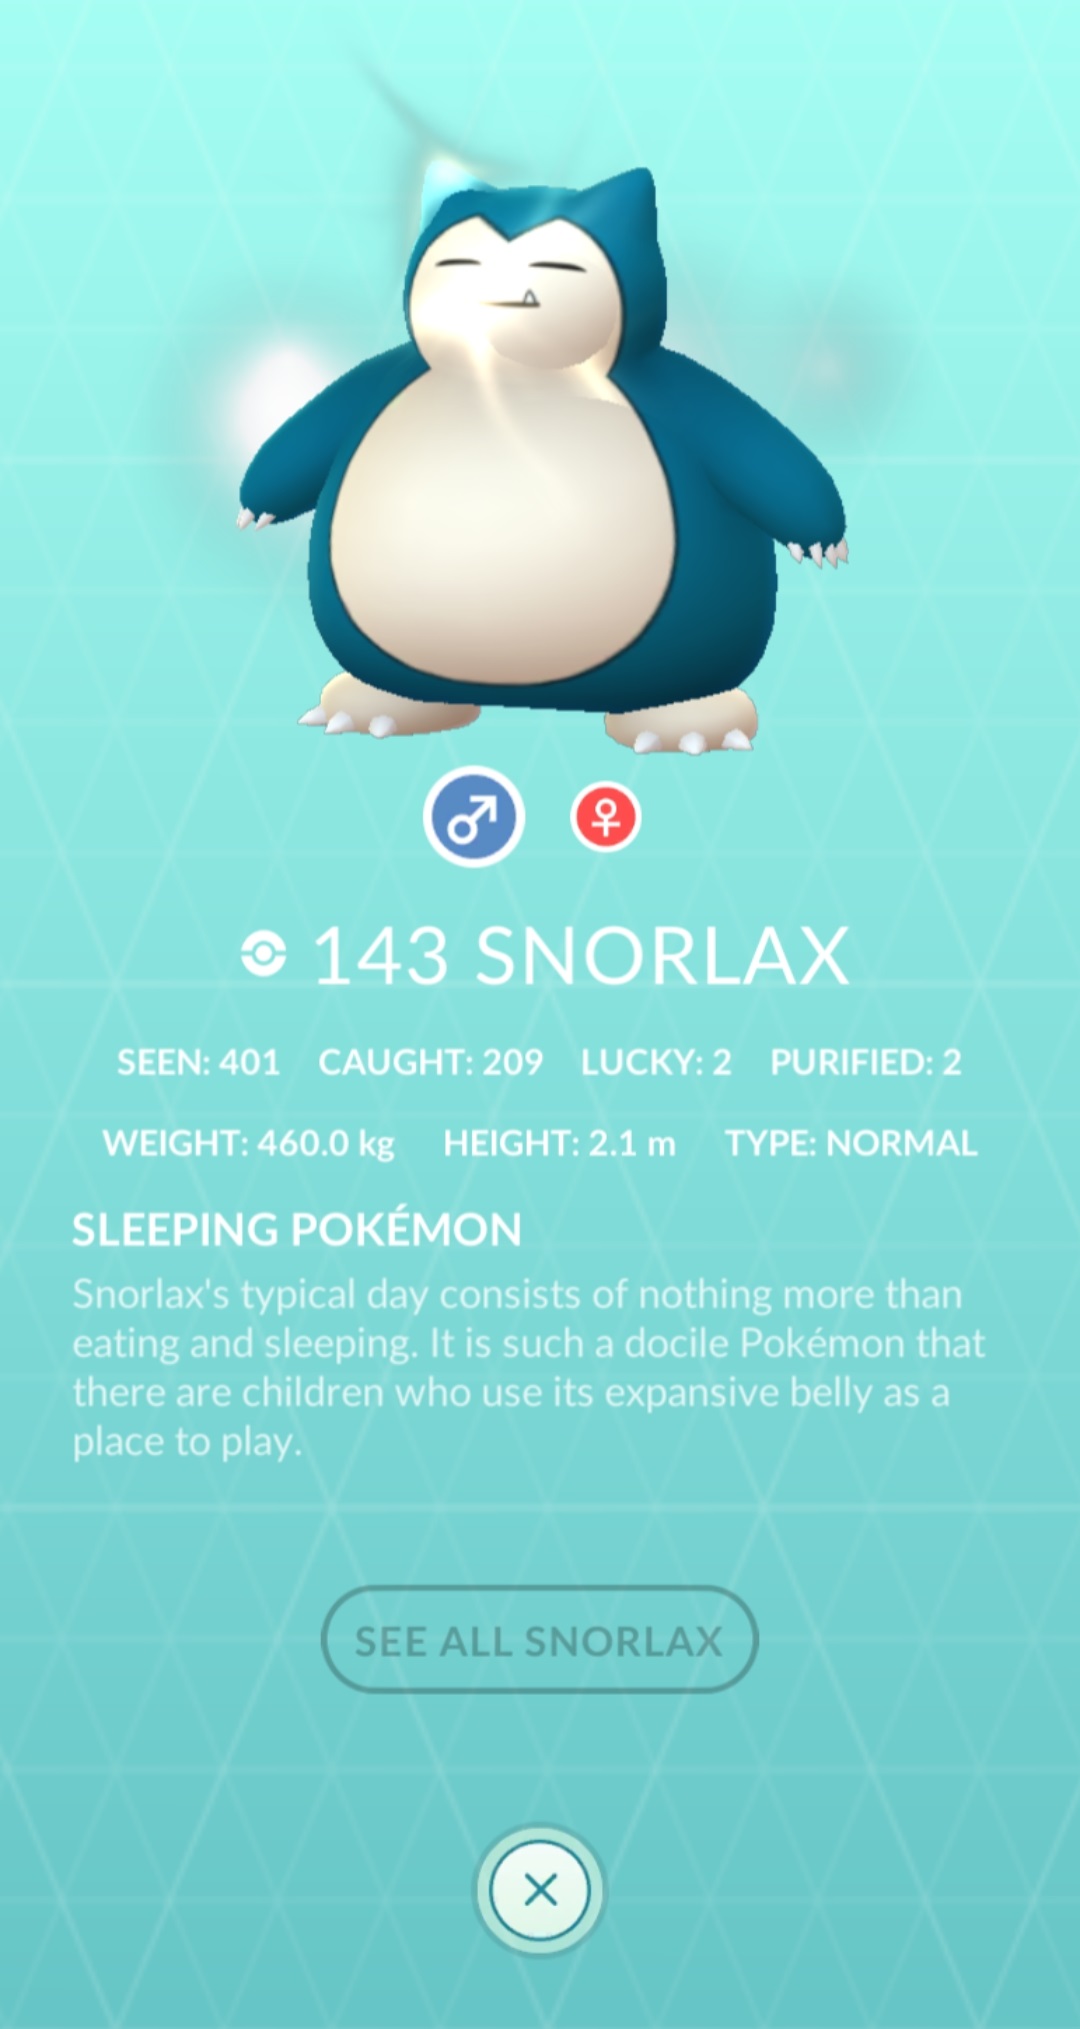 143 SNORLAX
SEEN: 401 CAUGHT: 209 LUCKY: 2 PURIFIED: 2
WEIGHT: 460.0 kg HEIGHT: 2.1 m TYPE: NORMAL
SLEEPING POKÉMON
Snorlax's typical day consists of nothing more than
eating and sleeping. It is such a docile Pokémon that
there are children who use its expansive belly as a
place to play.
SEE ALL SNORLAX